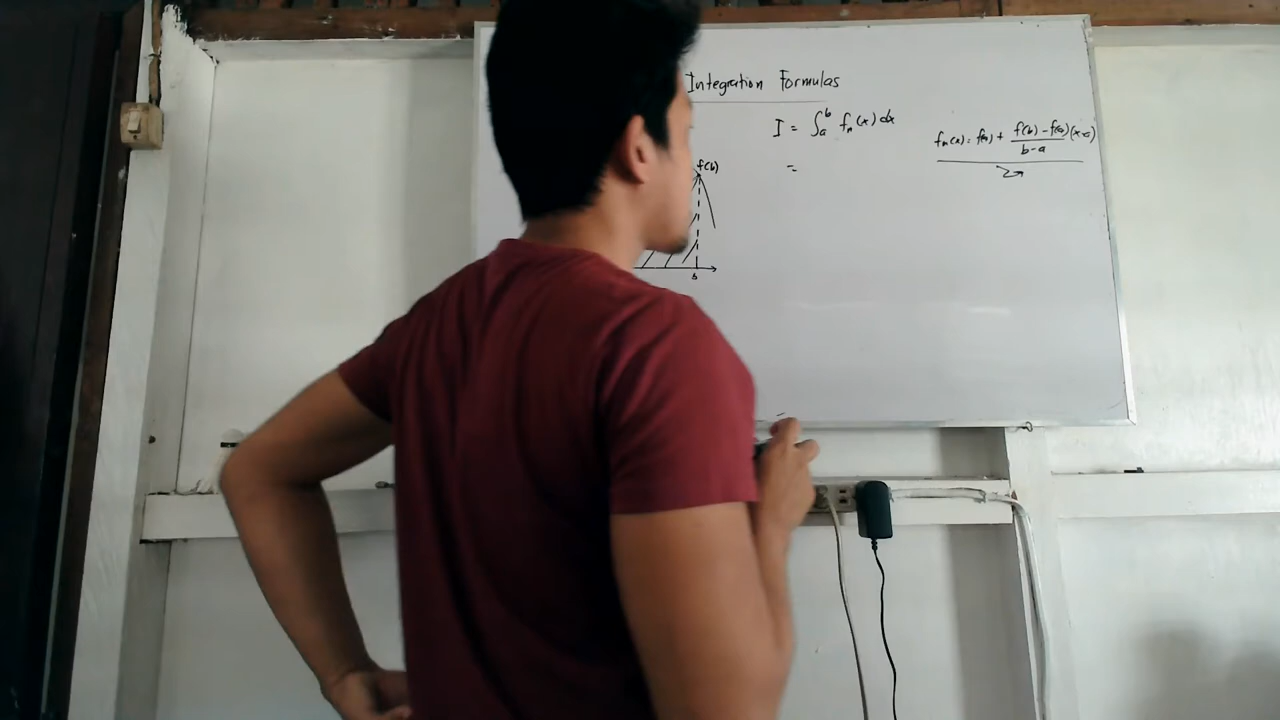 Integration Formulas
I = ∫ₐᵇ fₙ(x) dx
=
fₙ(x) = f(a) + f(b) - f(a) / b-a (x-a)
f(b)
b